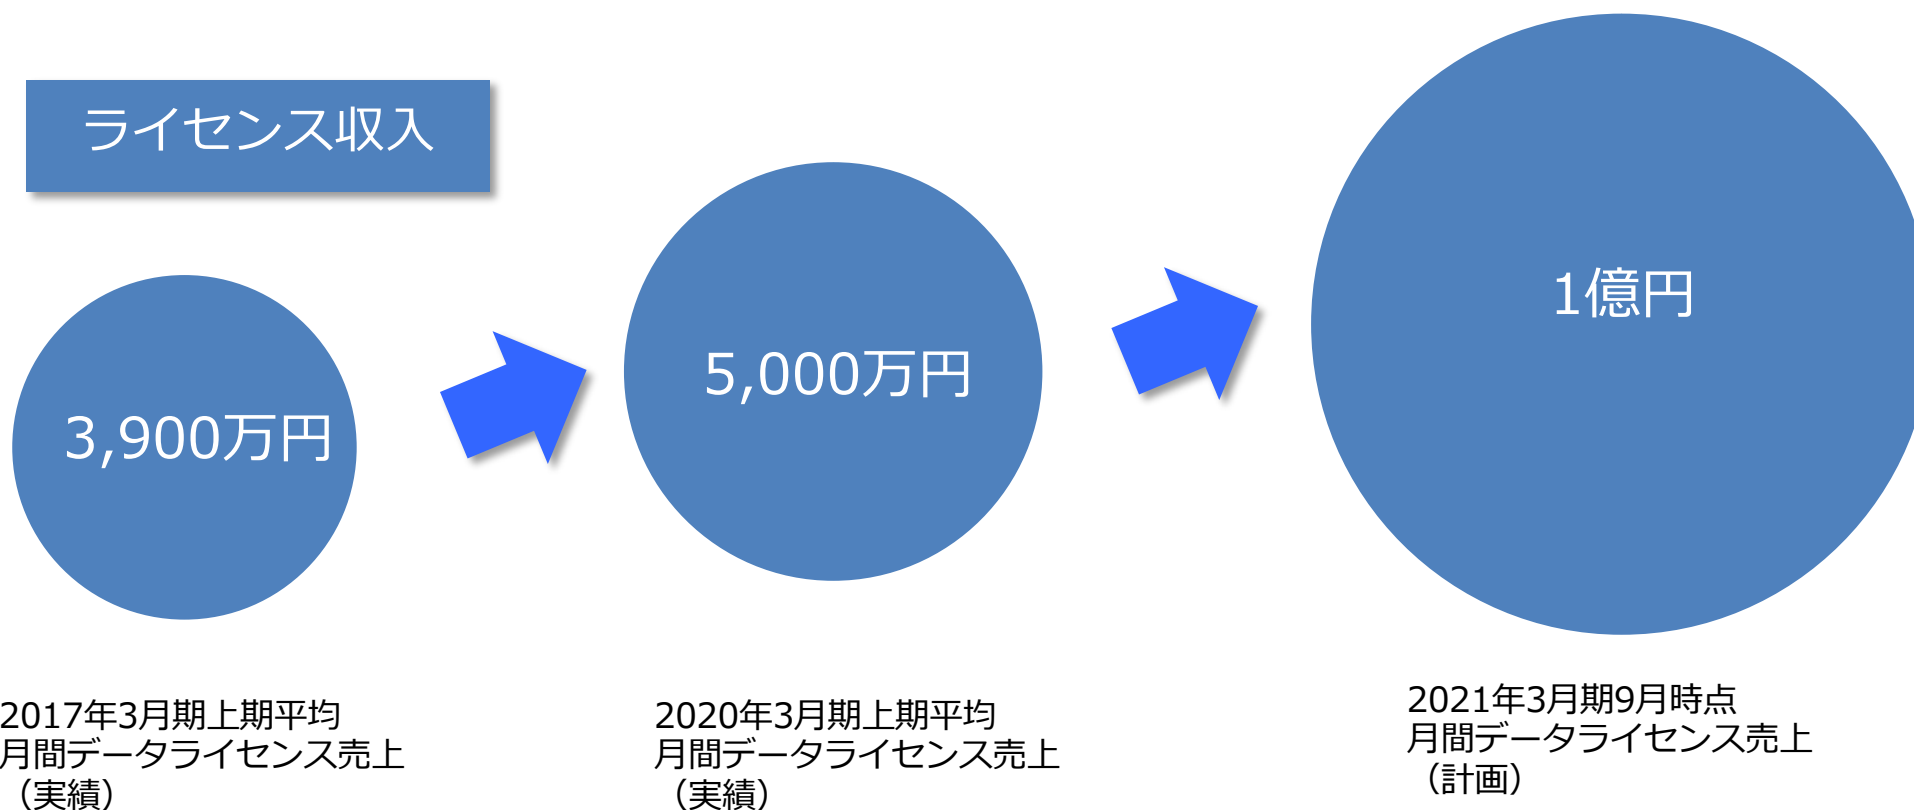 ライセンス収入
3,900万円
5,000万円
1億円
2017年3月期上期平均
月間データライセンス売上
（実績）
2020年3月期上期平均
月間データライセンス売上
（実績）
2021年3月期9月時点
月間データライセンス売上
（計画）